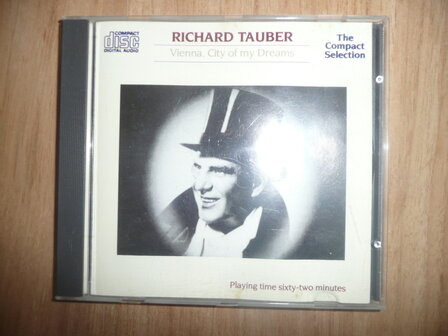 COMPACT
disc
DIGITAL AUDIO
RICHARD TAUBER
Vienna, City of my Dreams
The
Compact
Selection
Playing time sixty-two minutes